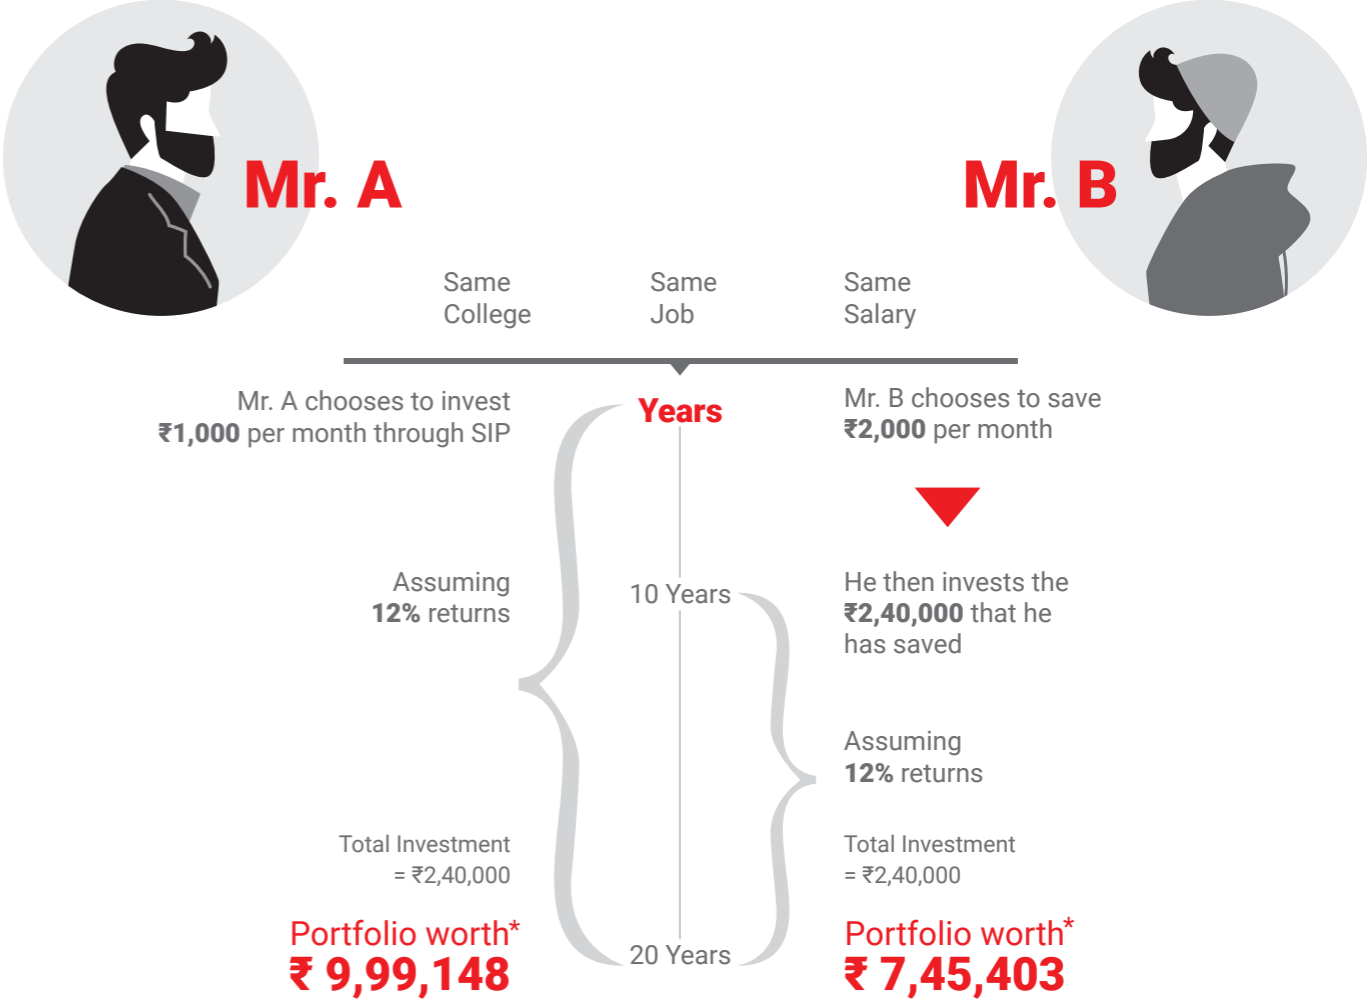 Mr. A
Mr. B
Same
College
Same
Job
Same
Salary
Mr. A chooses to invest
₹1,000 per month through SIP
Years
Mr. B chooses to save
₹2,000 per month
Assuming
12% returns
10 Years
He then invests the
₹2,40,000 that he
has saved
Assuming
12% returns
Total Investment
= ₹2,40,000
Total Investment
= ₹2,40,000
Portfolio worth*
₹ 9,99,148
20 Years
Portfolio worth*
₹ 7,45,403